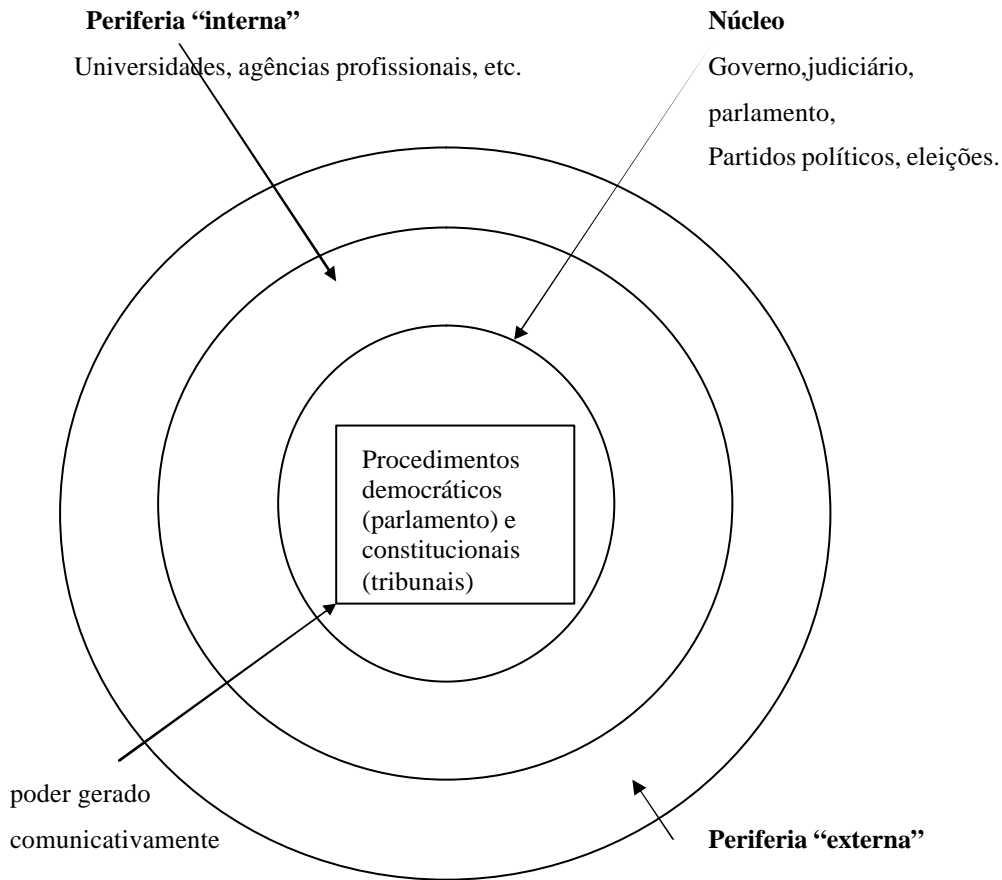 Periferia “interna”
Universidades, agências profissionais, etc.
Núcleo
Governo,judiciário,
parlamento,
Partidos políticos, eleições.
Procedimentos
democráticos
(parlamento) e
constitucionais
(tribunais)
poder gerado
comunicativamente
Periferia “externa”